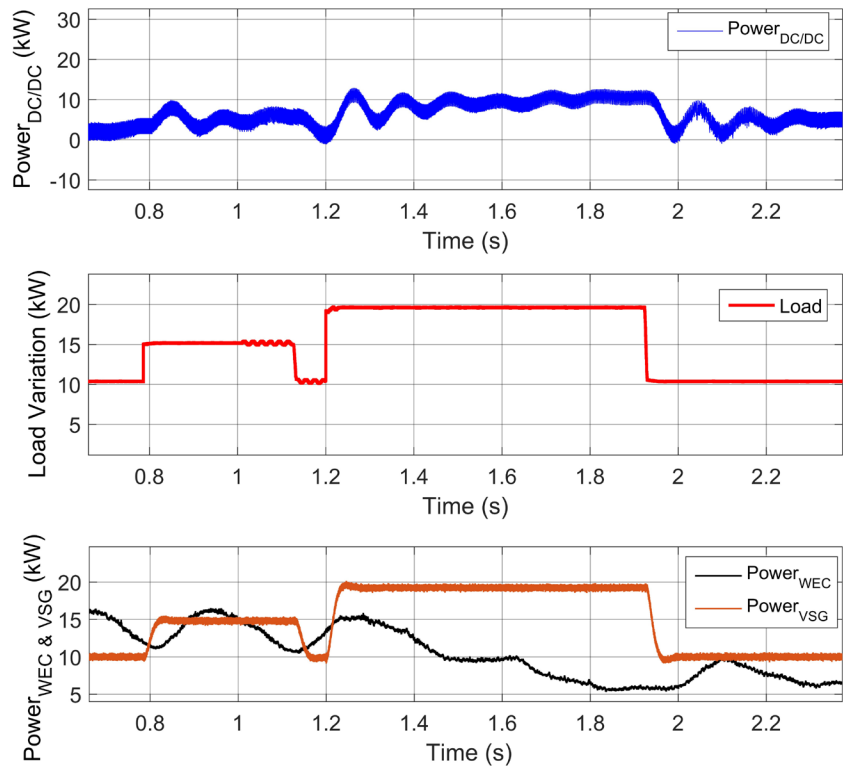 Power_DC/DC (kW)
30
20
10
0
-10
Power_DC/DC
0.8 1 1.2 1.4 1.6 1.8 2 2.2
Time (s)
Load Variation (kW)
20
15
10
5
Load
0.8 1 1.2 1.4 1.6 1.8 2 2.2
Time (s)
Power_WEC & VSG (kW)
20
15
10
5
Power_WEC
Power_VSG
0.8 1 1.2 1.4 1.6 1.8 2 2.2
Time (s)